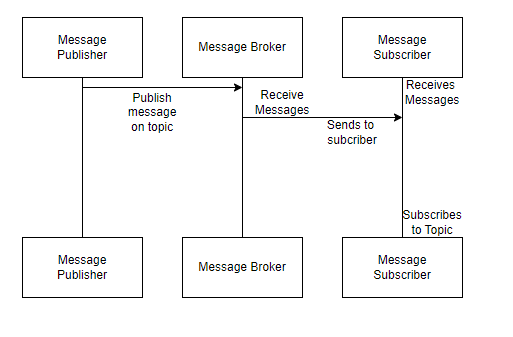 Message
Publisher
Message Broker
Message
Subscriber
Publish
message
on topic
Receive
Messages
Sends to
subcriber
Receives
Messages
Subscribes
to Topic
Message
Publisher
Message Broker
Message
Subscriber